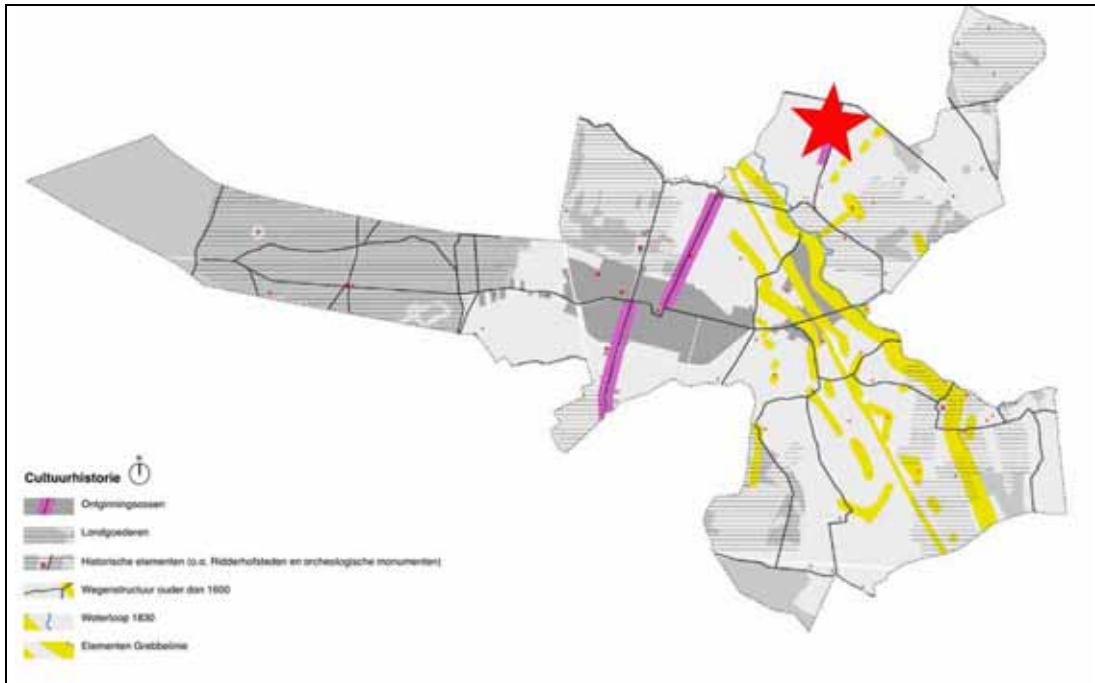 Cultuurhistorie
Ontginningsassen
Landgoederen
Historische elementen (o.a. Ridderhofsteden en archeologische monumenten)
Wegenstructuur ouder dan 1600
Waterloop 1830
Elementen Grebbelinie